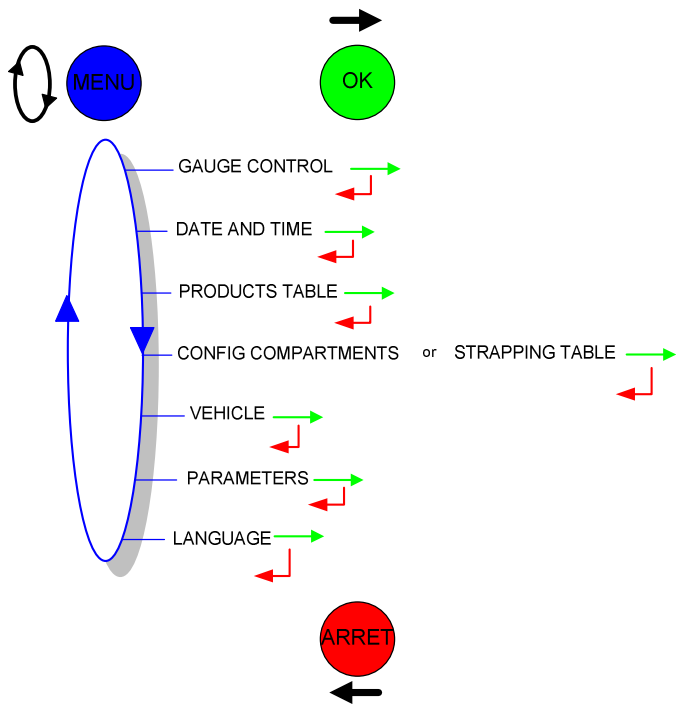 MENU
OK
GAUGE CONTROL
DATE AND TIME
PRODUCTS TABLE
CONFIG COMPARTMENTS or STRAPPING TABLE
VEHICLE
PARAMETERS
LANGUAGE
ARRET